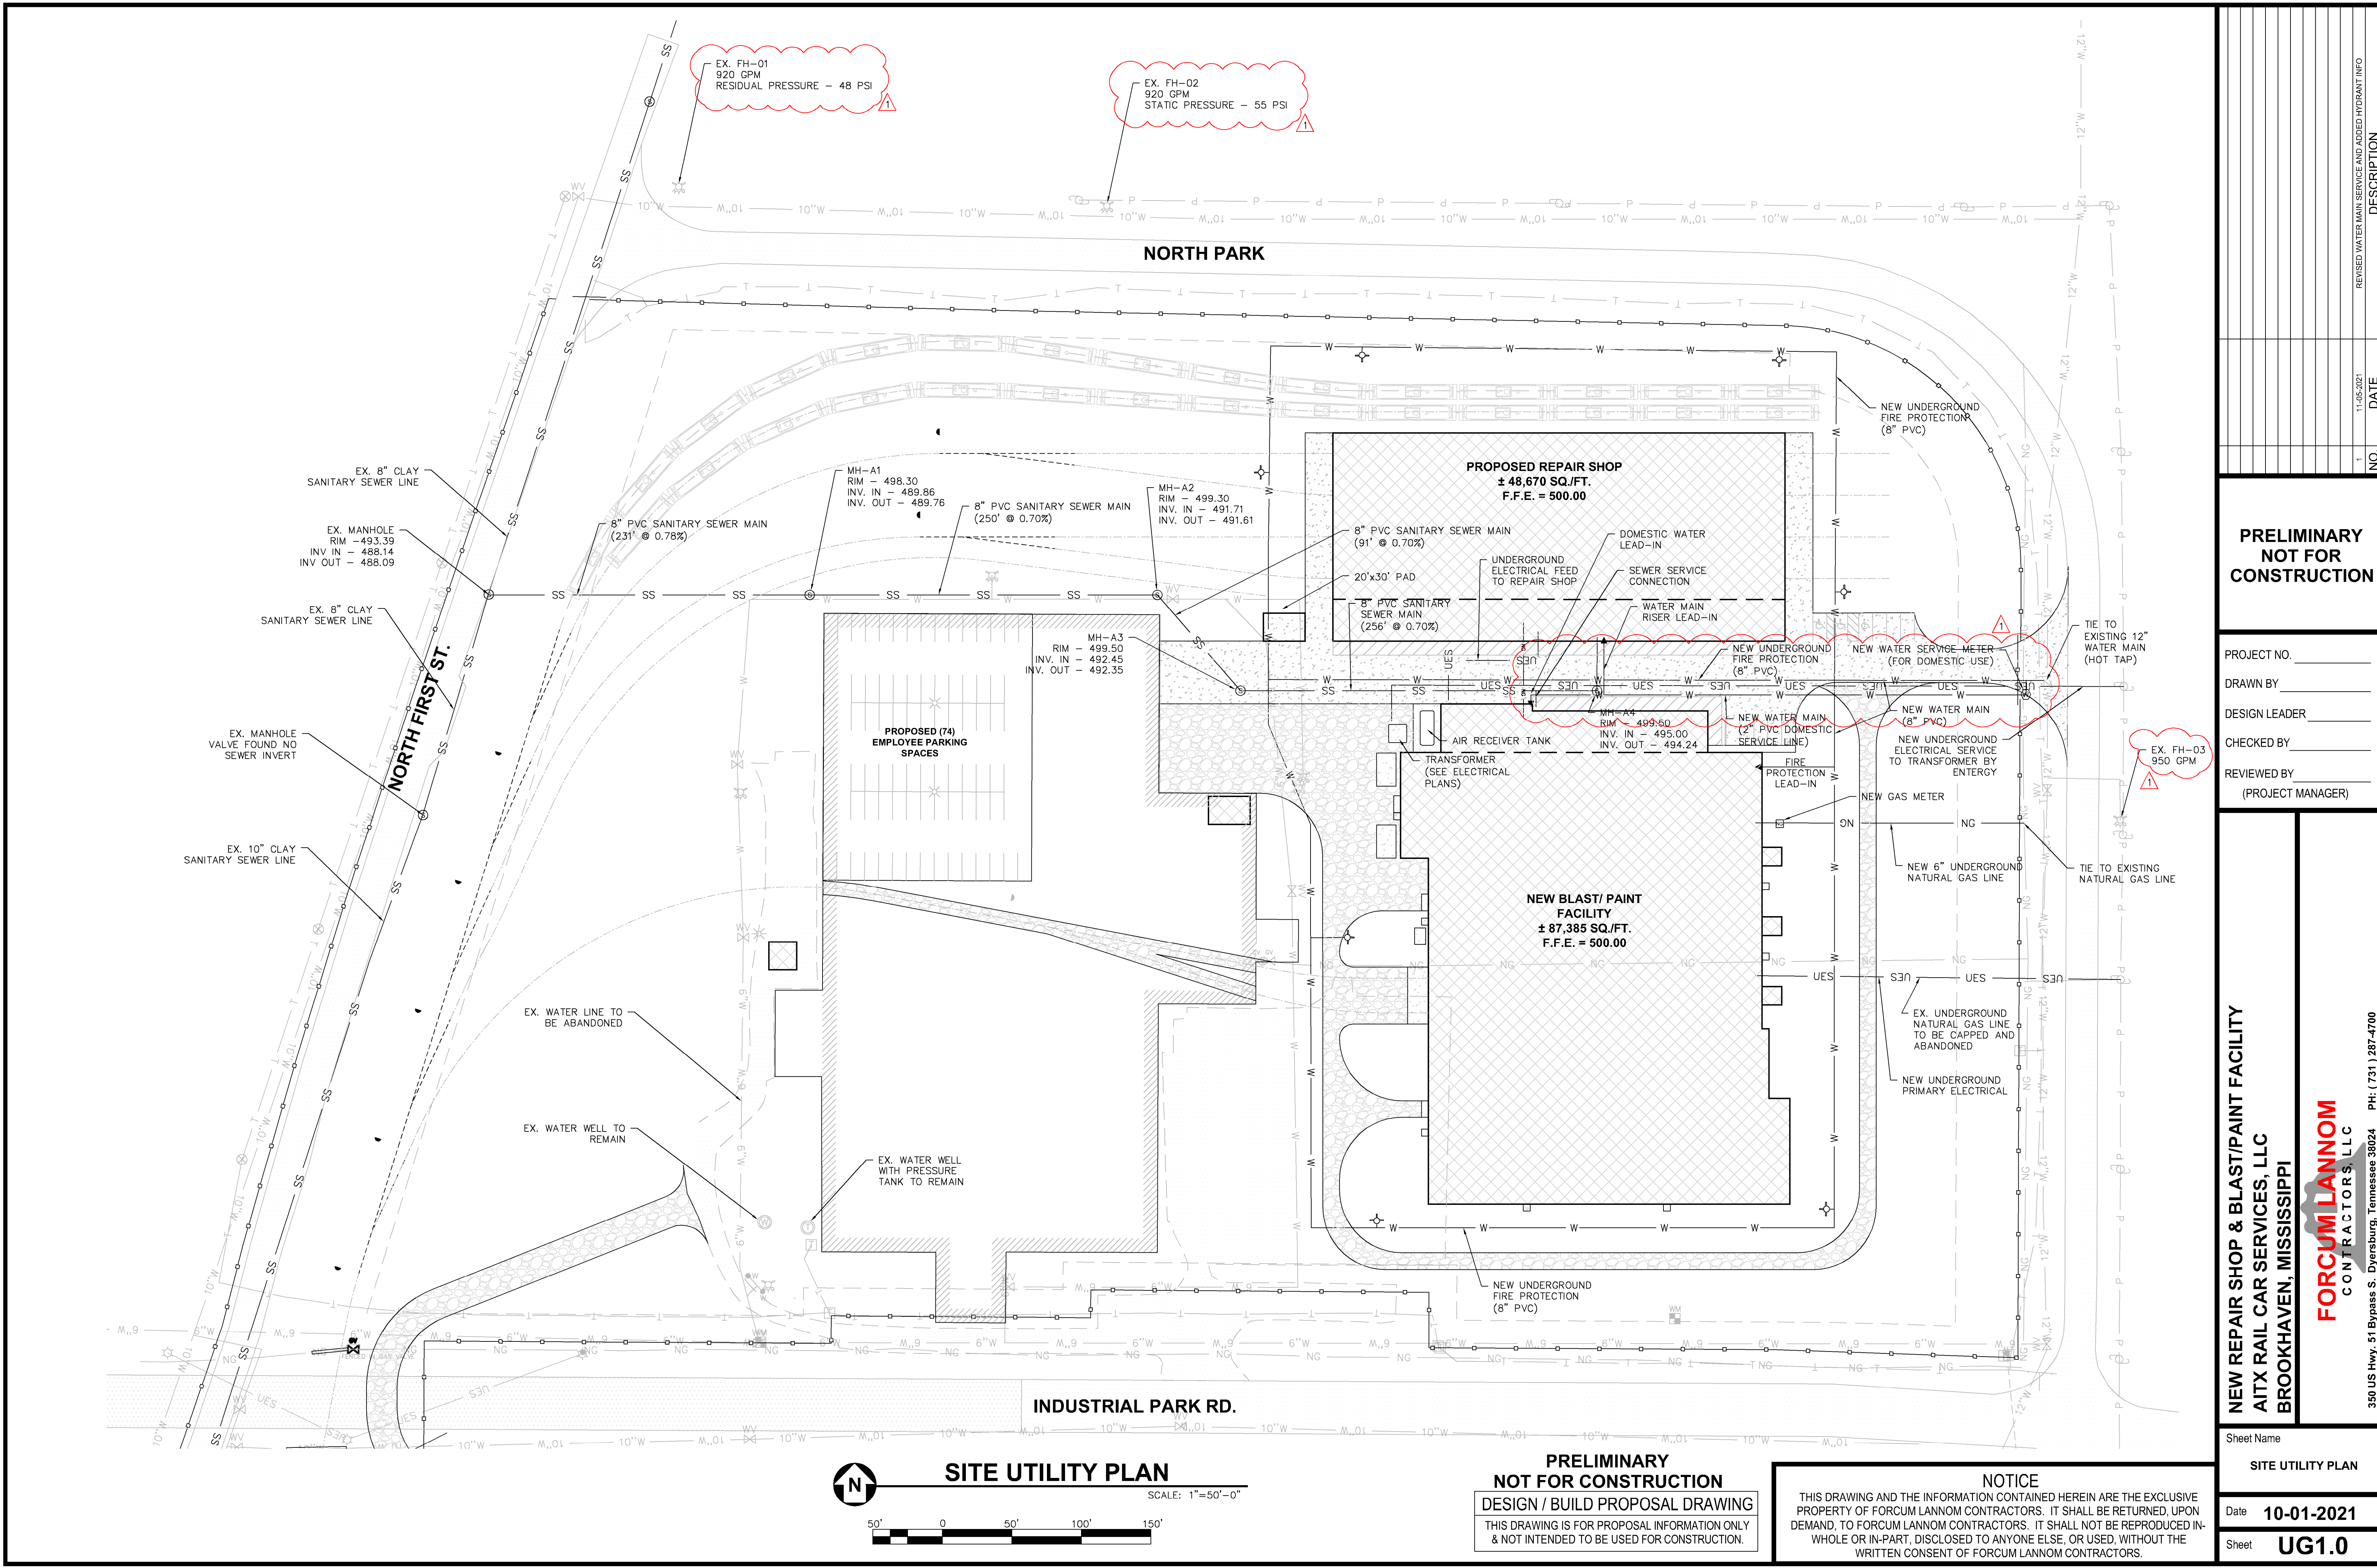 EX. FH-01
920 GPM
RESIDUAL PRESSURE - 48 PSI
1
EX. FH-02
920 GPM
STATIC PRESSURE - 55 PSI
1
NORTH PARK
NEW UNDERGROUND
FIRE PROTECTION
(8" PVC)
PROPOSED REPAIR SHOP
± 48,670 SQ./FT.
F.F.E. = 500.00
EX. 8" CLAY
SANITARY SEWER LINE
MH-A1
RIM - 498.30
INV. IN - 489.86
INV. OUT - 489.76
8" PVC SANITARY SEWER MAIN
(250' @ 0.70%)
MH-A2
RIM - 499.30
INV. IN - 491.71
INV. OUT - 491.61
8" PVC SANITARY SEWER MAIN
(231' @ 0.78%)
EX. MANHOLE
RIM -493.39
INV IN - 488.14
INV OUT - 488.09
8" PVC SANITARY SEWER MAIN
(91' @ 0.70%)
DOMESTIC WATER
LEAD-IN
UNDERGROUND
ELECTRICAL FEED
TO REPAIR SHOP
SEWER SERVICE
CONNECTION
20'x30' PAD
8" PVC SANITARY
SEWER MAIN
(256' @ 0.70%)
WATER MAIN
RISER LEAD-IN
EX. 8" CLAY
SANITARY SEWER LINE
MH-A3
RIM - 499.50
INV. IN - 492.45
INV. OUT - 492.35
NEW UNDERGROUND
FIRE PROTECTION
(8" PVC)
NEW WATER SERVICE METER
(FOR DOMESTIC USE)
1
TIE TO
EXISTING 12"
WATER MAIN
(HOT TAP)
NORTH FIRST ST.
PROPOSED (74)
EMPLOYEE PARKING
SPACES
EX. MANHOLE
VALVE FOUND NO
SEWER INVERT
AIR RECEIVER TANK
TRANSFORMER
(SEE ELECTRICAL
PLANS)
MH-A4
RIM - 499.50
INV. IN - 495.00
INV. OUT - 494.24
NEW WATER MAIN
(2" PVC DOMESTIC
SERVICE LINE)
NEW WATER MAIN
(8" PVC)
NEW UNDERGROUND
ELECTRICAL SERVICE
TO TRANSFORMER BY
ENTERGY
EX. FH-03
950 GPM
1
FIRE
PROTECTION
LEAD-IN
NEW GAS METER
EX. 10" CLAY
SANITARY SEWER LINE
NEW 6" UNDERGROUND
NATURAL GAS LINE
TIE TO EXISTING
NATURAL GAS LINE
NEW BLAST/ PAINT
FACILITY
± 87,385 SQ./FT.
F.F.E. = 500.00
EX. WATER LINE TO
BE ABANDONED
EX. UNDERGROUND
NATURAL GAS LINE
TO BE CAPPED AND
ABANDONED
NEW UNDERGROUND
PRIMARY ELECTRICAL
EX. WATER WELL TO
REMAIN
EX. WATER WELL
WITH PRESSURE
TANK TO REMAIN
NEW UNDERGROUND
FIRE PROTECTION
(8" PVC)
INDUSTRIAL PARK RD.
N
SITE UTILITY PLAN
SCALE: 1"=50'-0"
50' 0 50' 100' 150'
PRELIMINARY
NOT FOR CONSTRUCTION
DESIGN / BUILD PROPOSAL DRAWING
THIS DRAWING IS FOR PROPOSAL INFORMATION ONLY
& NOT INTENDED TO BE USED FOR CONSTRUCTION.
NOTICE
THIS DRAWING AND THE INFORMATION CONTAINED HEREIN ARE THE EXCLUSIVE
PROPERTY OF FORCUM LANNOM CONTRACTORS. IT SHALL BE RETURNED, UPON
DEMAND, TO FORCUM LANNOM CONTRACTORS. IT SHALL NOT BE REPRODUCED IN-
WHOLE OR IN-PART, DISCLOSED TO ANYONE ELSE, OR USED, WITHOUT THE
WRITTEN CONSENT OF FORCUM LANNOM CONTRACTORS.
NO. DATE DESCRIPTION
1 11-05-2021 REVISED WATER MAIN SERVICE AND ADDED HYDRANT INFO
PRELIMINARY
NOT FOR
CONSTRUCTION
PROJECT NO.
DRAWN BY
DESIGN LEADER
CHECKED BY
REVIEWED BY
(PROJECT MANAGER)
NEW REPAIR SHOP & BLAST/PAINT FACILITY
AITX RAIL CAR SERVICES, LLC
BROOKHAVEN, MISSISSIPPI
FORCUM LANNOM
CONTRACTORS, LLC
350 US Hwy. 51 Bypass S. Dyersburg, Tennessee 38024 PH: ( 731 ) 287-4700
Sheet Name
SITE UTILITY PLAN
Date 10-01-2021
Sheet UG1.0